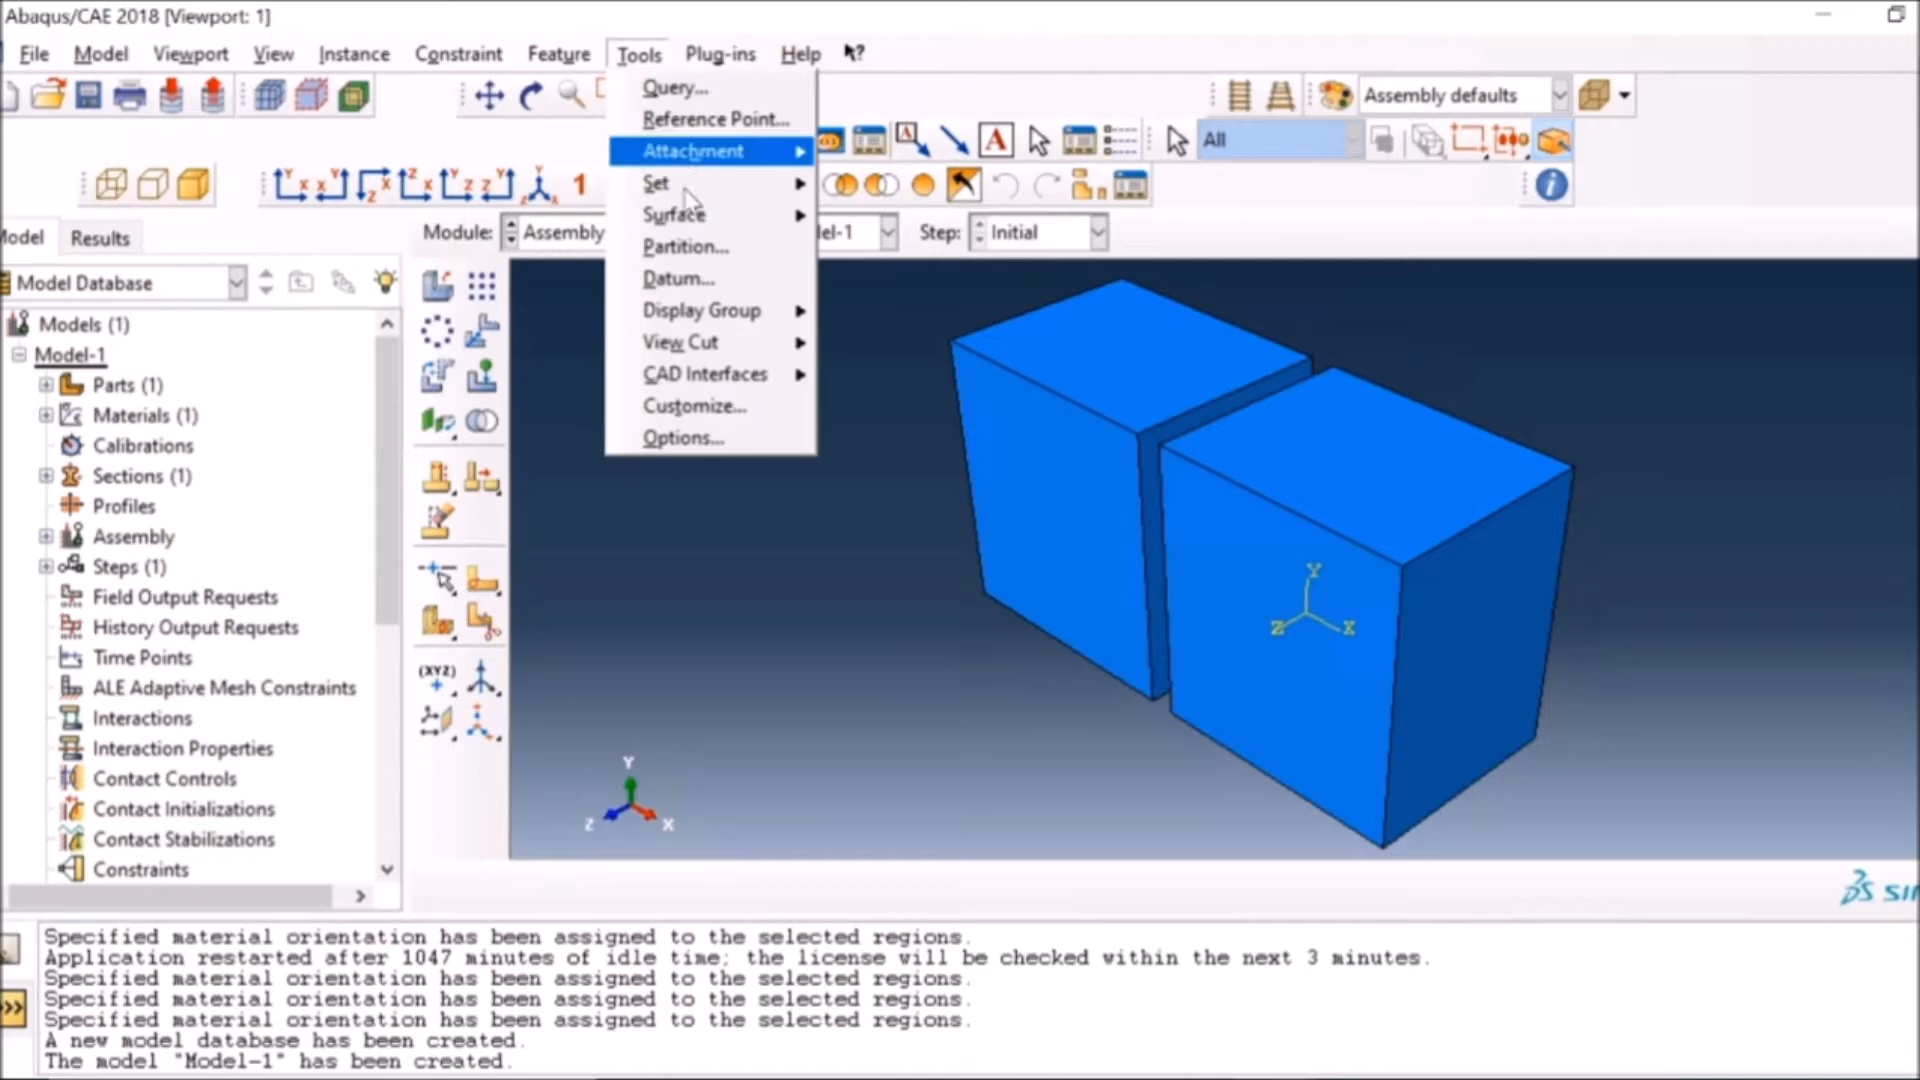 Abaqus/CAE 2018 [Viewport: 1]
File Model Viewport View Instance Constraint Feature Tools Plug-ins Help
Query...
Reference Point...
Attachment
Set
Surface
Partition...
Datum...
Display Group
View Cut
CAD Interfaces
Customize...
Options...
Assembly defaults
A A All
1
odel Results
Module: Assembly el-1 Step: Initial
Model Database
Models (1)
Model-1
Parts (1)
Materials (1)
Calibrations
Sections (1)
Profiles
Assembly
Steps (1)
Field Output Requests
History Output Requests
Time Points
ALE Adaptive Mesh Constraints
Interactions
Interaction Properties
Contact Controls
Contact Initializations
Contact Stabilizations
Constraints
(XYZ)
Y
Z X
Y
Z X
Specified material orientation has been assigned to the selected regions.
Application restarted after 1047 minutes of idle time; the license will be checked within the next 3 minutes.
Specified material orientation has been assigned to the selected regions.
Specified material orientation has been assigned to the selected regions.
Specified material orientation has been assigned to the selected regions.
A new model database has been created.
The model "Model-1" has been created.
>>>